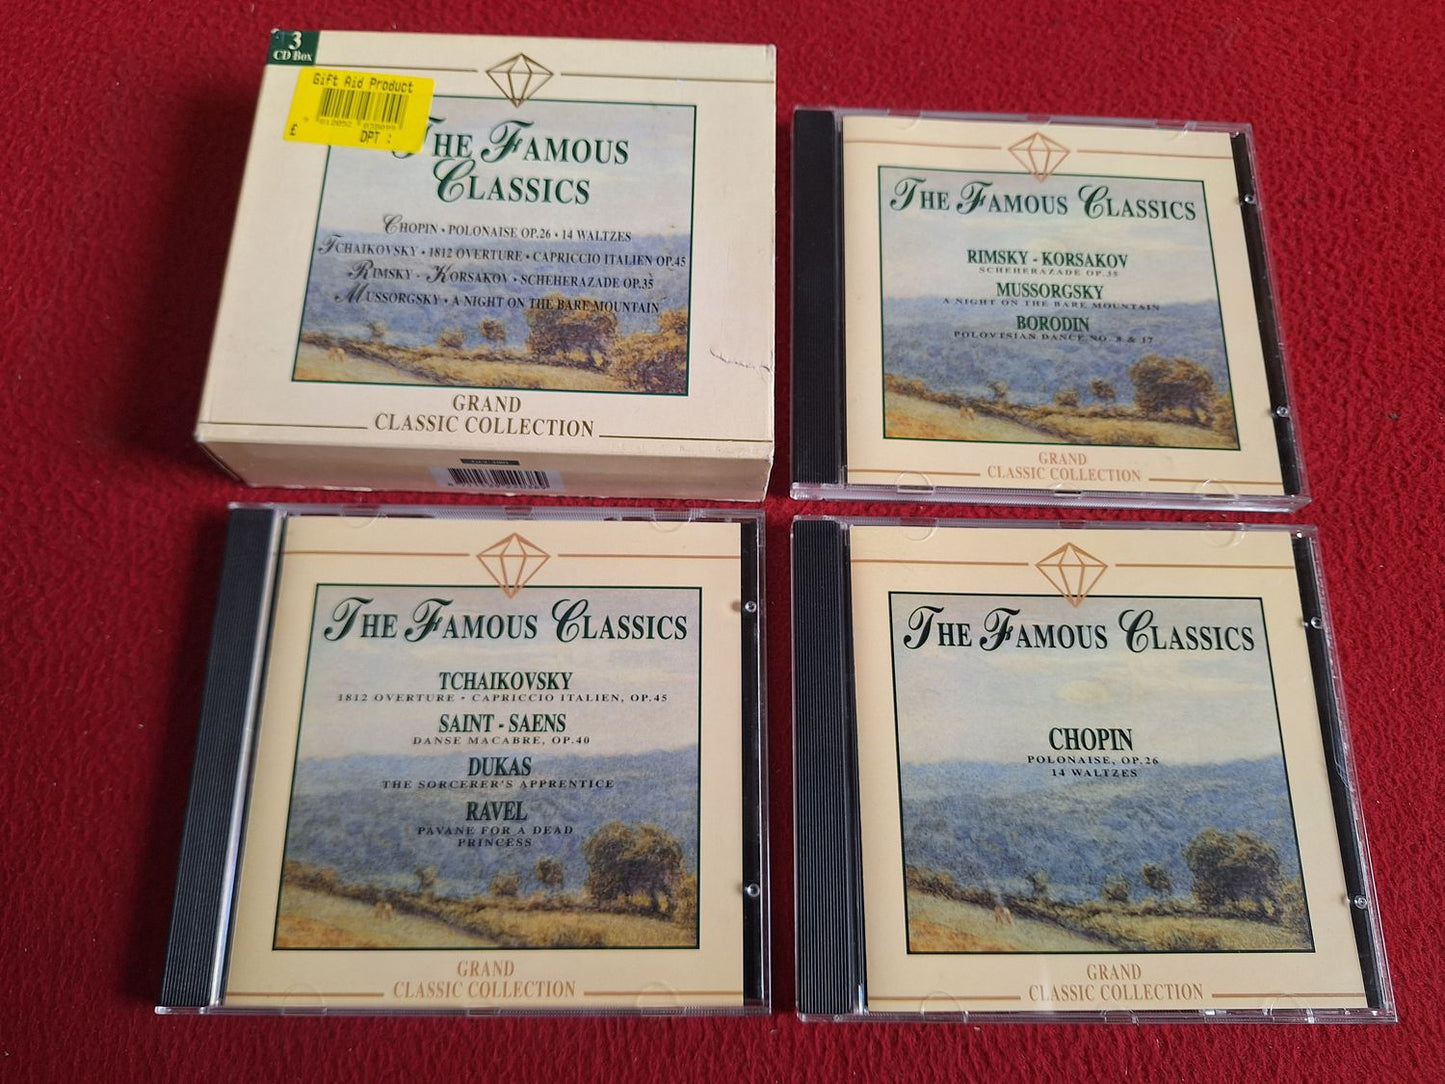 3
CD Box
Gift Aid Product
£
DPT :
THE FAMOUS
CLASSICS
CHOPIN • POLONAISE OP.26 • 14 WALTZES
TCHAIKOVSKY • 1812 OVERTURE • CAPRICCIO ITALIEN OP.45
RIMSKY - KORSAKOV • SCHEHERAZADE OP.35
MUSSORGSKY • A NIGHT ON THE BARE MOUNTAIN
GRAND
CLASSIC COLLECTION
THE FAMOUS CLASSICS
RIMSKY - KORSAKOV
SCHEHERAZADE OP.35
MUSSORGSKY
A NIGHT ON THE BARE MOUNTAIN
BORODIN
POLOVESIAN DANCE NO. 8 & 17
GRAND
CLASSIC COLLECTION
THE FAMOUS CLASSICS
TCHAIKOVSKY
1812 OVERTURE • CAPRICCIO ITALIEN, OP.45
SAINT - SAENS
DANSE MACABRE, OP.40
DUKAS
THE SORCERER'S APPRENTICE
RAVEL
PAVANE FOR A DEAD
PRINCESS
GRAND
CLASSIC COLLECTION
THE FAMOUS CLASSICS
CHOPIN
POLONAISE, OP.26
14 WALTZES
GRAND
CLASSIC COLLECTION